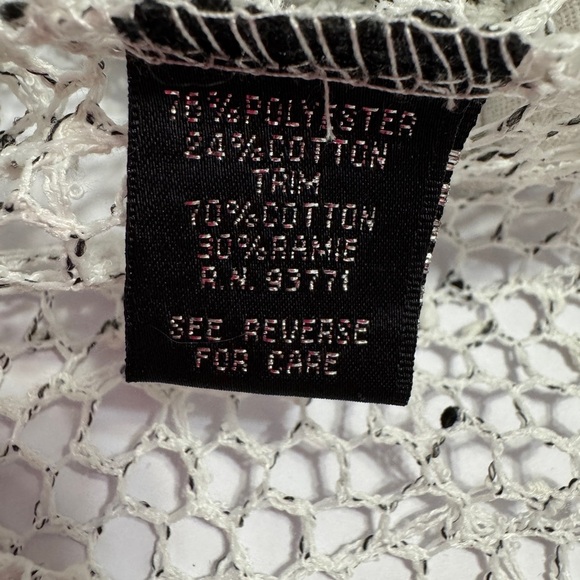 76%POLYESTER
24%COTTON
TRIM
70%COTTON
30%RAMIE
R.N. 93771
SEE REVERSE
FOR CARE